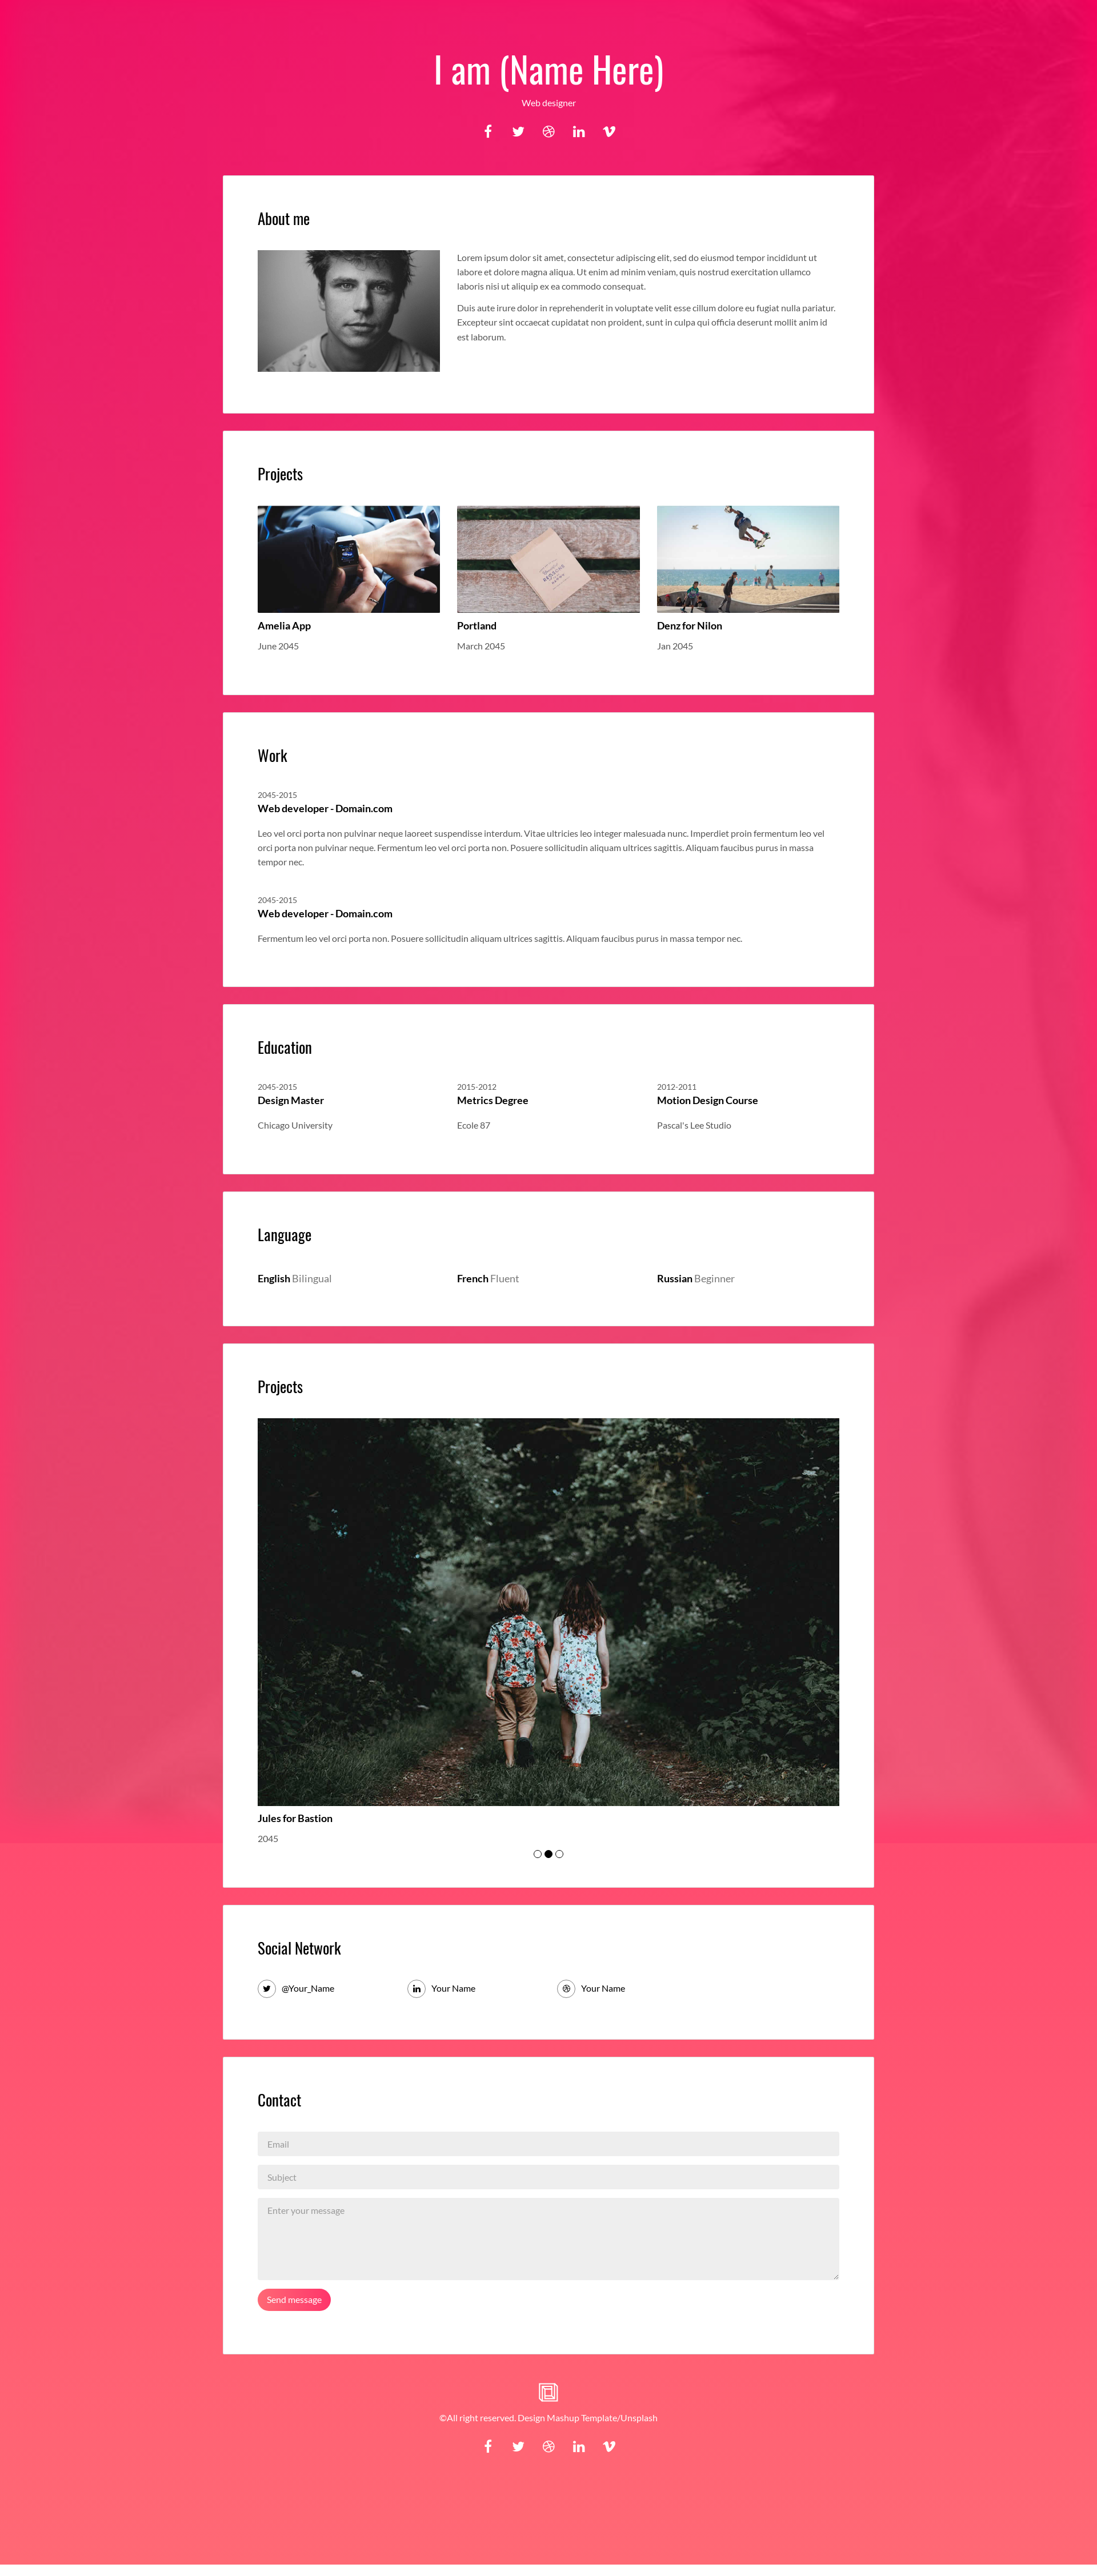 I am (Name Here)
Web designer
About me
Lorem ipsum dolor sit amet, consectetur adipiscing elit, sed do eiusmod tempor incididunt ut
labore et dolore magna aliqua. Ut enim ad minim veniam, quis nostrud exercitation ullamco
laboris nisi ut aliquip ex ea commodo consequat.
Duis aute irure dolor in reprehenderit in voluptate velit esse cillum dolore eu fugiat nulla pariatur.
Excepteur sint occaecat cupidatat non proident, sunt in culpa qui officia deserunt mollit anim id
est laborum.
Projects
Amelia App
June 2045
Portland
March 2045
Denz for Nilon
Jan 2045
Work
2045-2015
Web developer - Domain.com
Leo vel orci porta non pulvinar neque laoreet suspendisse interdum. Vitae ultricies leo integer malesuada nunc. Imperdiet proin fermentum leo vel
orci porta non pulvinar neque. Fermentum leo vel orci porta non. Posuere sollicitudin aliquam ultrices sagittis. Aliquam faucibus purus in massa
tempor nec.
2045-2015
Web developer - Domain.com
Fermentum leo vel orci porta non. Posuere sollicitudin aliquam ultrices sagittis. Aliquam faucibus purus in massa tempor nec.
Education
2045-2015
Design Master
Chicago University
2015-2012
Metrics Degree
Ecole 87
2012-2011
Motion Design Course
Pascal's Lee Studio
Language
English Bilingual
French Fluent
Russian Beginner
Projects
Jules for Bastion
2045
Social Network
@Your_Name
Your Name
Your Name
Contact
Email
Subject
Enter your message
Send message
©All right reserved. Design Mashup Template/Unsplash